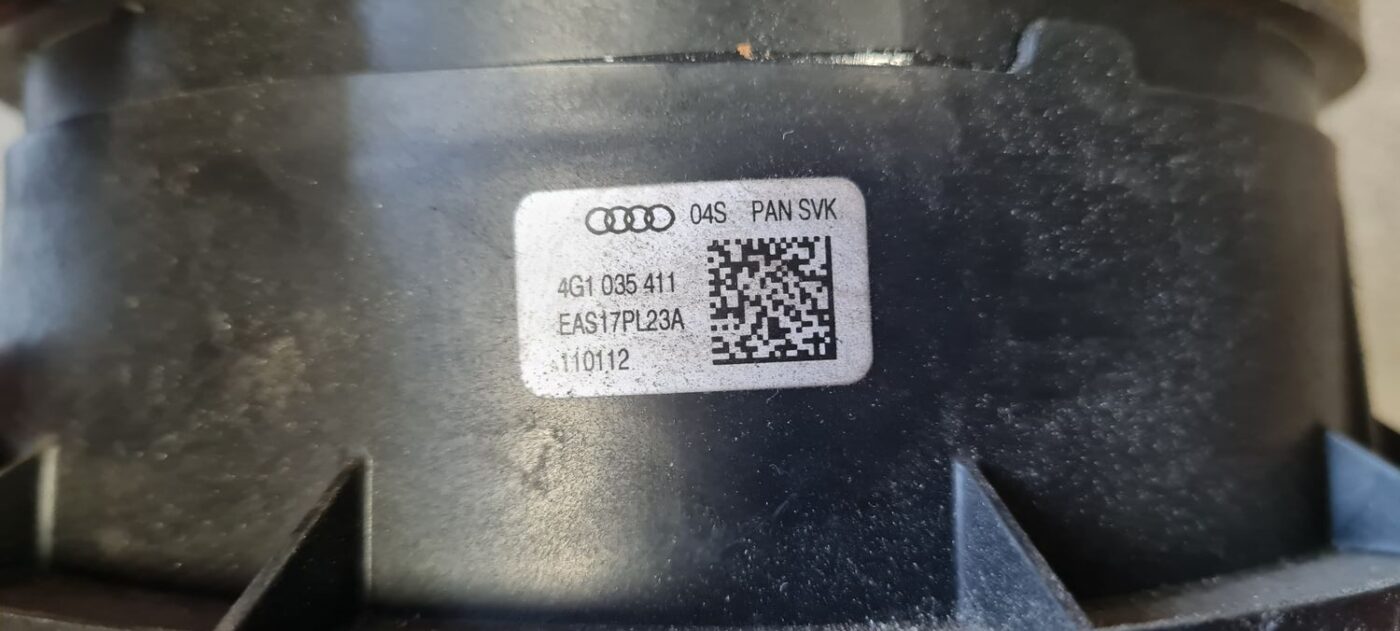 04S PAN SVK
4G1 035 411
EAS17PL23A
110112